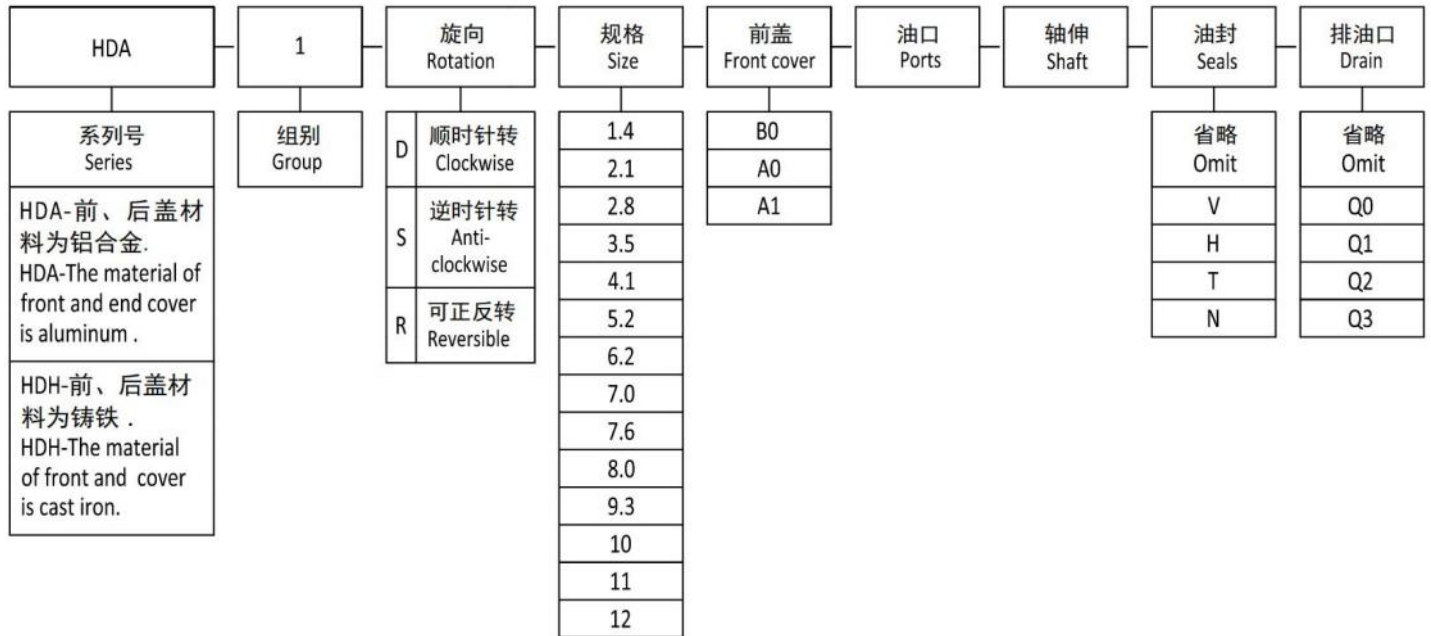 HDA
1
旋向
Rotation
规格
Size
前盖
Front cover
油口
Ports
轴伸
Shaft
油封
Seals
排油口
Drain
系列号
Series
HDA-前、后盖材
料为铝合金.
HDA-The material of
front and end cover
is aluminum .
HDH-前、后盖材
料为铸铁．
HDH-The material
of front and  cover
is cast iron.
组别
Group
D
顺时针转
Clockwise
S
逆时针转
Anti-
clockwise
R
可正反转
Reversible
1.4
2.1
2.8
3.5
4.1
5.2
6.2
7.0
7.6
8.0
9.3
10
11
12
B0
A0
A1
省略
Omit
V
H
T
N
省略
Omit
Q0
Q1
Q2
Q3